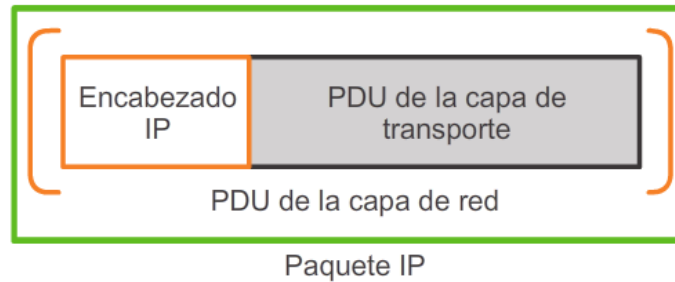 Encabezado
IP
PDU de la capa de
transporte
PDU de la capa de red
Paquete IP